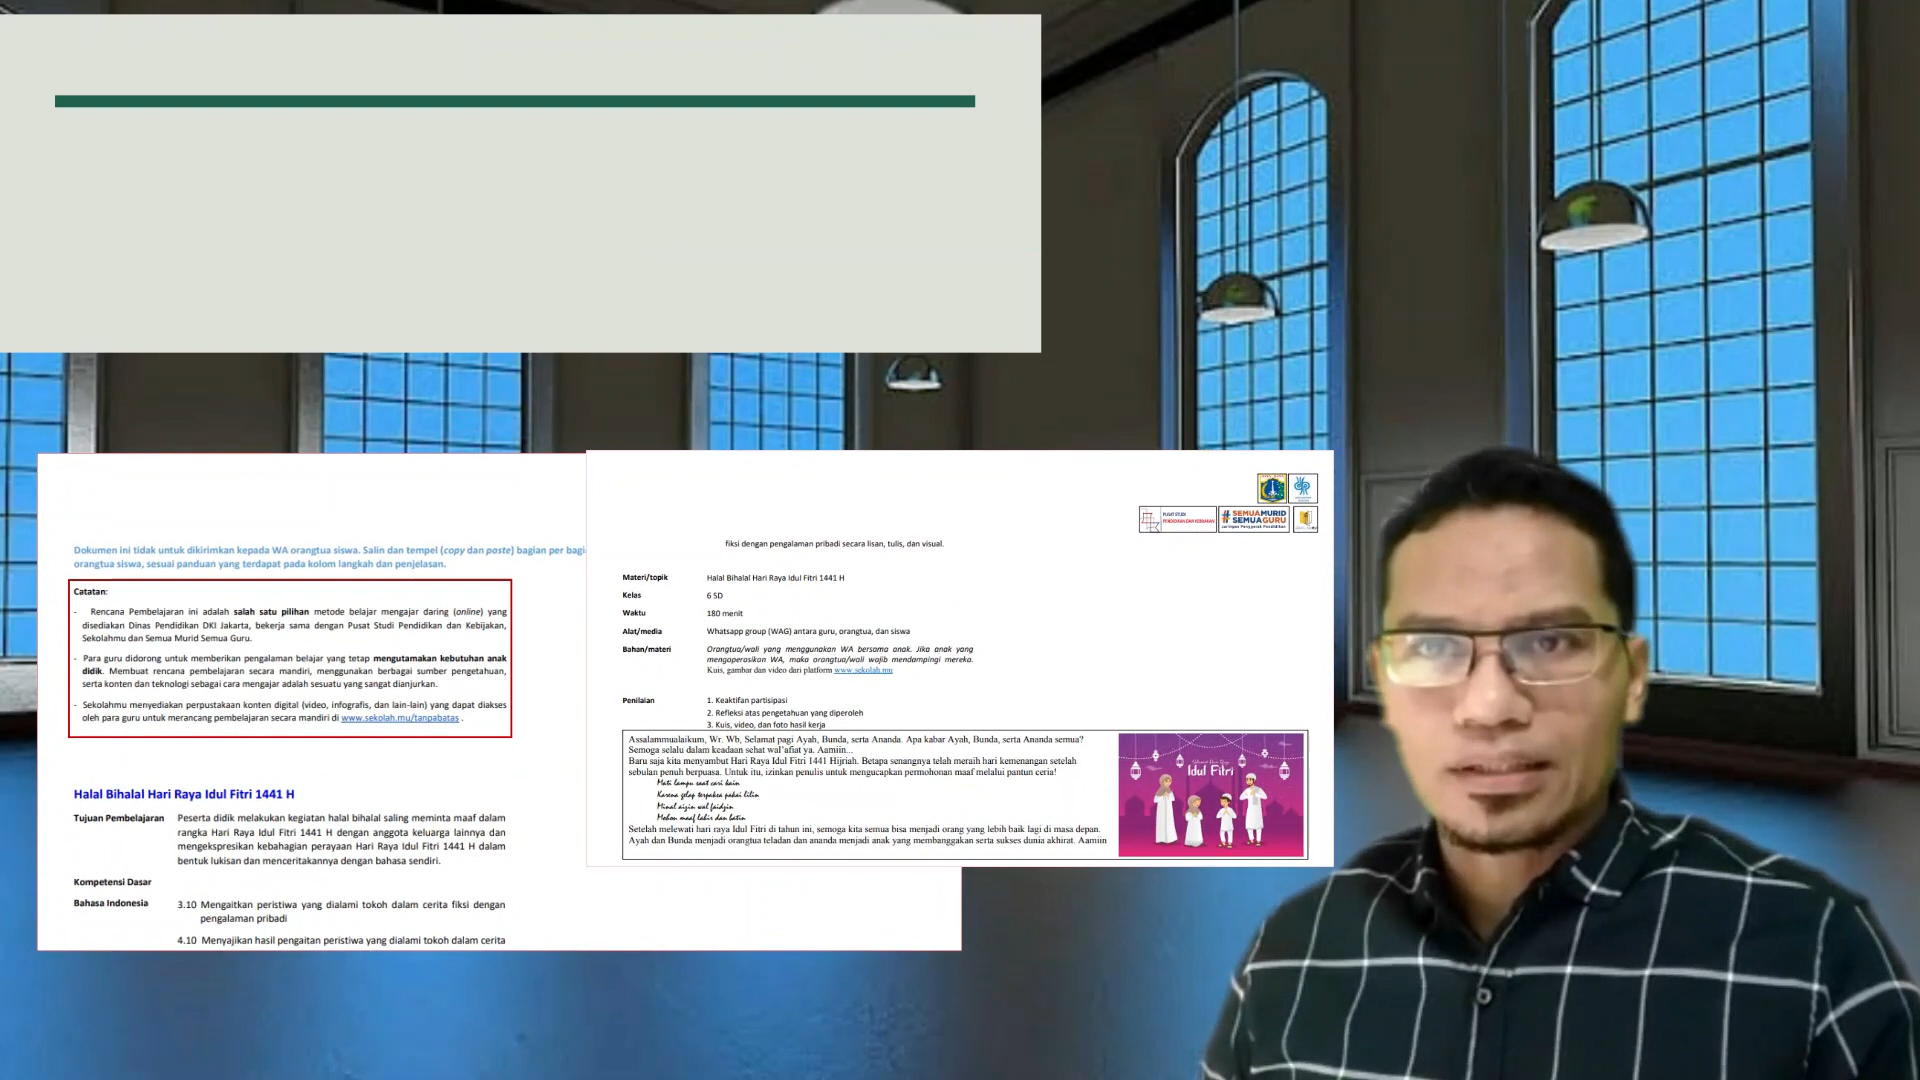 Dokumen ini tidak untuk dikirimkan kepada WA orangtua siswa. Salin dan tempel (copy dan paste) bagian per bagi
orangtua siswa, sesuai panduan yang terdapat pada kolom langkah dan penjelasan.
Catatan:
- Rencana Pembelajaran ini adalah salah satu pilihan metode belajar mengajar daring (online) yang
disediakan Dinas Pendidikan DKI Jakarta, bekerja sama dengan Pusat Studi Pendidikan dan Kebijakan,
Sekolahmu dan Semua Murid Semua Guru.
- Para guru didorong untuk memberikan pengalaman belajar yang tetap mengutamakan kebutuhan anak
didik. Membuat rencana pembelajaran secara mandiri, menggunakan berbagai sumber pengetahuan,
serta konten dan teknologi sebagai cara mengajar adalah sesuatu yang sangat dianjurkan.
- Sekolahmu menyediakan perpustakaan konten digital (video, infografis, dan lain-lain) yang dapat diakses
oleh para guru untuk merancang pembelajaran secara mandiri di www.sekolah.mu/tanpabatas .
Halal Bihalal Hari Raya Idul Fitri 1441 H
Tujuan Pembelajaran Peserta didik melakukan kegiatan halal bihalal saling meminta maaf dalam
rangka Hari Raya Idul Fitri 1441 H dengan anggota keluarga lainnya dan
mengekspresikan kebahagian perayaan Hari Raya Idul Fitri 1441 H dalam
bentuk lukisan dan menceritakannya dengan bahasa sendiri.
Kompetensi Dasar
Bahasa Indonesia 3.10 Mengaitkan peristiwa yang dialami tokoh dalam cerita fiksi dengan
pengalaman pribadi
4.10 Menyajikan hasil pengaitan peristiwa yang dialami tokoh dalam cerita
PUSAT STUDI
PENDIDIKAN DAN KEBIJAKAN
#SEMUAMURID
SEMUAGURU
Jaringan Penggerak Pendidikan
fiksi dengan pengalaman pribadi secara lisan, tulis, dan visual.
Materi/topik Halal Bihalal Hari Raya Idul Fitri 1441 H
Kelas 6 SD
Waktu 180 menit
Alat/media Whatsapp group (WAG) antara guru, orangtua, dan siswa
Bahan/materi Orangtua/wali yang menggunakan WA bersama anak. Jika anak yang
mengoperasikan WA, maka orangtua/wali wajib mendampingi mereka.
Kuis, gambar dan video dari platform www.sekolah.mu
Penilaian 1. Keaktifan partisipasi
2. Refleksi atas pengetahuan yang diperoleh
3. Kuis, video, dan foto hasil kerja
Assalammualaikum, Wr. Wb, Selamat pagi Ayah, Bunda, serta Ananda. Apa kabar Ayah, Bunda, serta Ananda semua?
Semoga selalu dalam keadaan sehat wal'afiat ya. Aamiin...
Baru saja kita menyambut Hari Raya Idul Fitri 1441 Hijriah. Betapa senangnya telah meraih hari kemenangan setelah
sebulan penuh berpuasa. Untuk itu, izinkan penulis untuk mengucapkan permohonan maaf melalui pantun ceria!
Mati lampu saat cari kain
Karena gelap terpaksa pakai lilin
Minal aizin wal faidzin
Mohon maaf lahir dan batin
Setelah melewati hari raya Idul Fitri di tahun ini, semoga kita semua bisa menjadi orang yang lebih baik lagi di masa depan.
Ayah dan Bunda menjadi orangtua teladan dan ananda menjadi anak yang membanggakan serta sukses dunia akhirat. Aamiin
Selamat Hari Raya
Idul Fitri